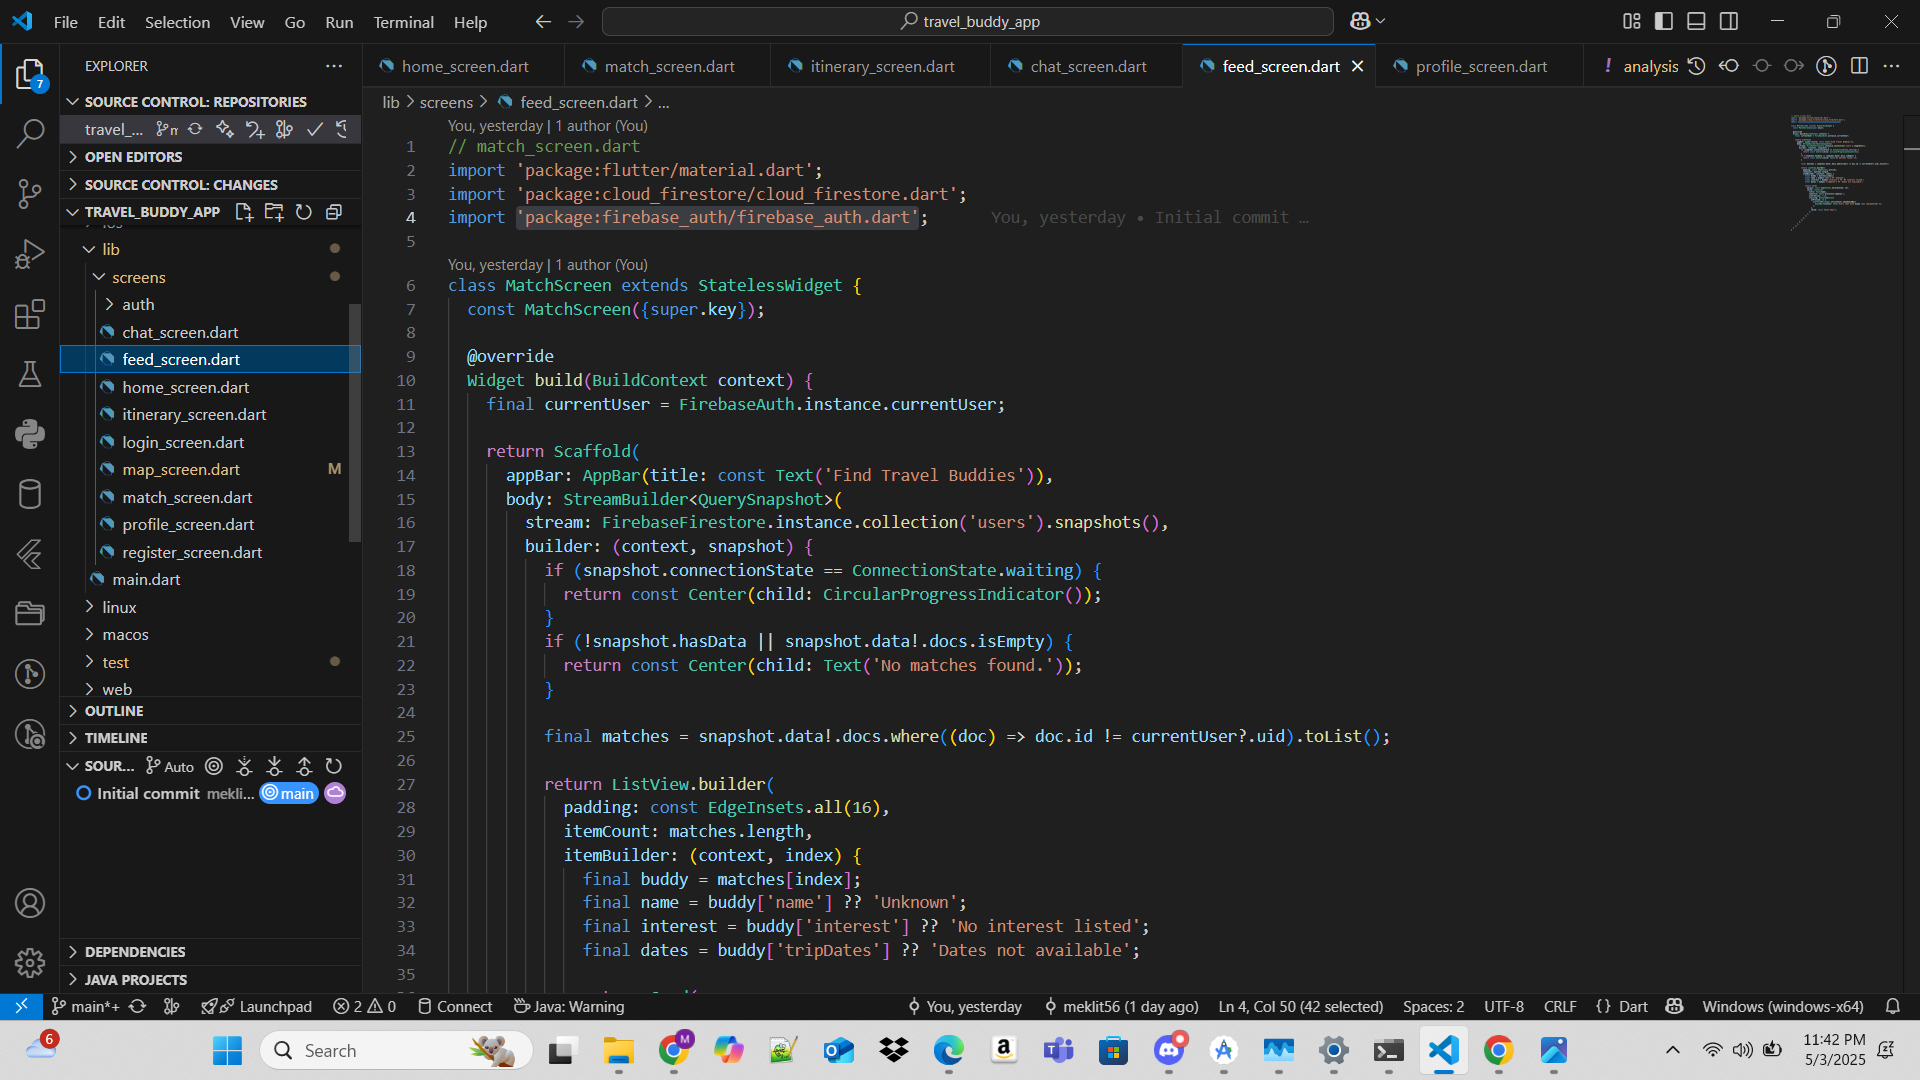 File Edit Selection View Go Run Terminal Help
travel_buddy_app
EXPLORER
SOURCE CONTROL: REPOSITORIES
travel_...
7
OPEN EDITORS
SOURCE CONTROL: CHANGES
TRAVEL_BUDDY_APP
lib
screens
auth
chat_screen.dart
feed_screen.dart
home_screen.dart
itinerary_screen.dart
login_screen.dart
map_screen.dart M
match_screen.dart
profile_screen.dart
register_screen.dart
main.dart
linux
macos
test
web
OUTLINE
TIMELINE
SOUR... Auto
Initial commit mekli... main
DEPENDENCIES
JAVA PROJECTS
home_screen.dart match_screen.dart itinerary_screen.dart chat_screen.dart feed_screen.dart profile_screen.dart ! analysis
lib > screens > feed_screen.dart > ...
You, yesterday | 1 author (You)
1 // match_screen.dart
2 import 'package:flutter/material.dart';
3 import 'package:cloud_firestore/cloud_firestore.dart';
4 import 'package:firebase_auth/firebase_auth.dart'; You, yesterday • Initial commit …
5
You, yesterday | 1 author (You)
6 class MatchScreen extends StatelessWidget {
7 const MatchScreen({super.key});
8
9 @override
10 Widget build(BuildContext context) {
11 final currentUser = FirebaseAuth.instance.currentUser;
12
13 return Scaffold(
14 appBar: AppBar(title: const Text('Find Travel Buddies')),
15 body: StreamBuilder<QuerySnapshot>(
16 stream: FirebaseFirestore.instance.collection('users').snapshots(),
17 builder: (context, snapshot) {
18 if (snapshot.connectionState == ConnectionState.waiting) {
19 return const Center(child: CircularProgressIndicator());
20 }
21 if (!snapshot.hasData || snapshot.data!.docs.isEmpty) {
22 return const Center(child: Text('No matches found.'));
23 }
24
25 final matches = snapshot.data!.docs.where((doc) => doc.id != currentUser?.uid).toList();
26
27 return ListView.builder(
28 padding: const EdgeInsets.all(16),
29 itemCount: matches.length,
30 itemBuilder: (context, index) {
31 final buddy = matches[index];
32 final name = buddy['name'] ?? 'Unknown';
33 final interest = buddy['interest'] ?? 'No interest listed';
34 final dates = buddy['tripDates'] ?? 'Dates not available';
35
main*+ Launchpad 2 0 Connect Java: Warning You, yesterday meklit56 (1 day ago) Ln 4, Col 50 (42 selected) Spaces: 2 UTF-8 CRLF {} Dart Windows (windows-x64)
6 Search 11:42 PM
5/3/2025